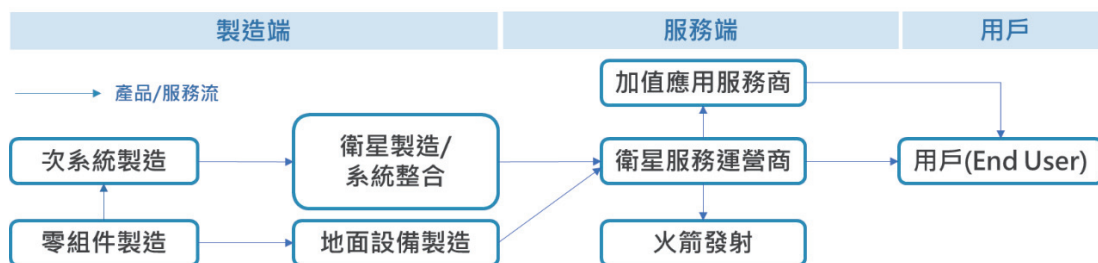 製造端
服務端
用戶
產品/服務流
加值應用服務商
次系統製造
衛星製造/
系統整合
衛星服務運營商
用戶(End User)
零組件製造
地面設備製造
火箭發射